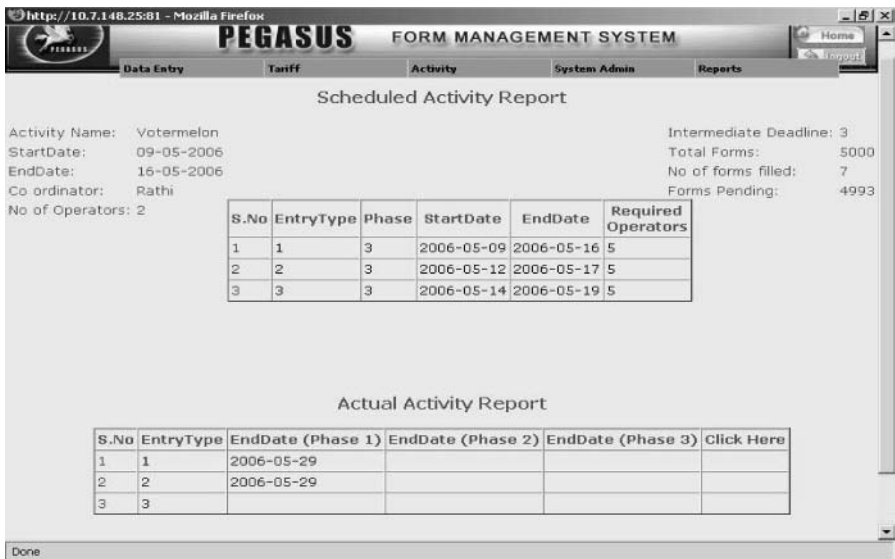 http://10.7.148.25:81 - Mozilla Firefox
PEGASUS
PEGASUS FORM MANAGEMENT SYSTEM
Home
Logout
Data Entry Tariff Activity System Admin Reports
Scheduled Activity Report
Activity Name: Votermelon
StartDate: 09-05-2006
EndDate: 16-05-2006
Co ordinator: Rathi
No of Operators: 2
Intermediate Deadline: 3
Total Forms: 5000
No of forms filled: 7
Forms Pending: 4993
S.No EntryType Phase StartDate EndDate Required Operators
1 1 3 2006-05-09 2006-05-16 5
2 2 3 2006-05-12 2006-05-17 5
3 3 3 2006-05-14 2006-05-19 5
Actual Activity Report
S.No EntryType EndDate (Phase 1) EndDate (Phase 2) EndDate (Phase 3) Click Here
1 1 2006-05-29
2 2 2006-05-29
3 3
Done